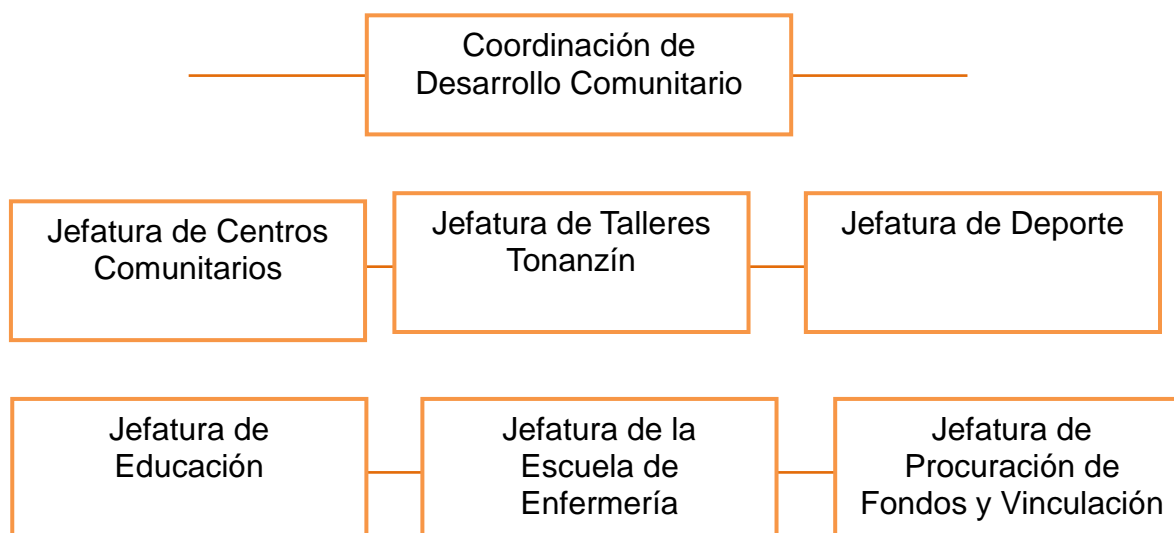 Coordinación de
Desarrollo Comunitario
Jefatura de Centros
Comunitarios
Jefatura de Talleres
Tonanzín
Jefatura de Deporte
Jefatura de
Educación
Jefatura de la
Escuela de
Enfermería
Jefatura de
Procuración de
Fondos y Vinculación